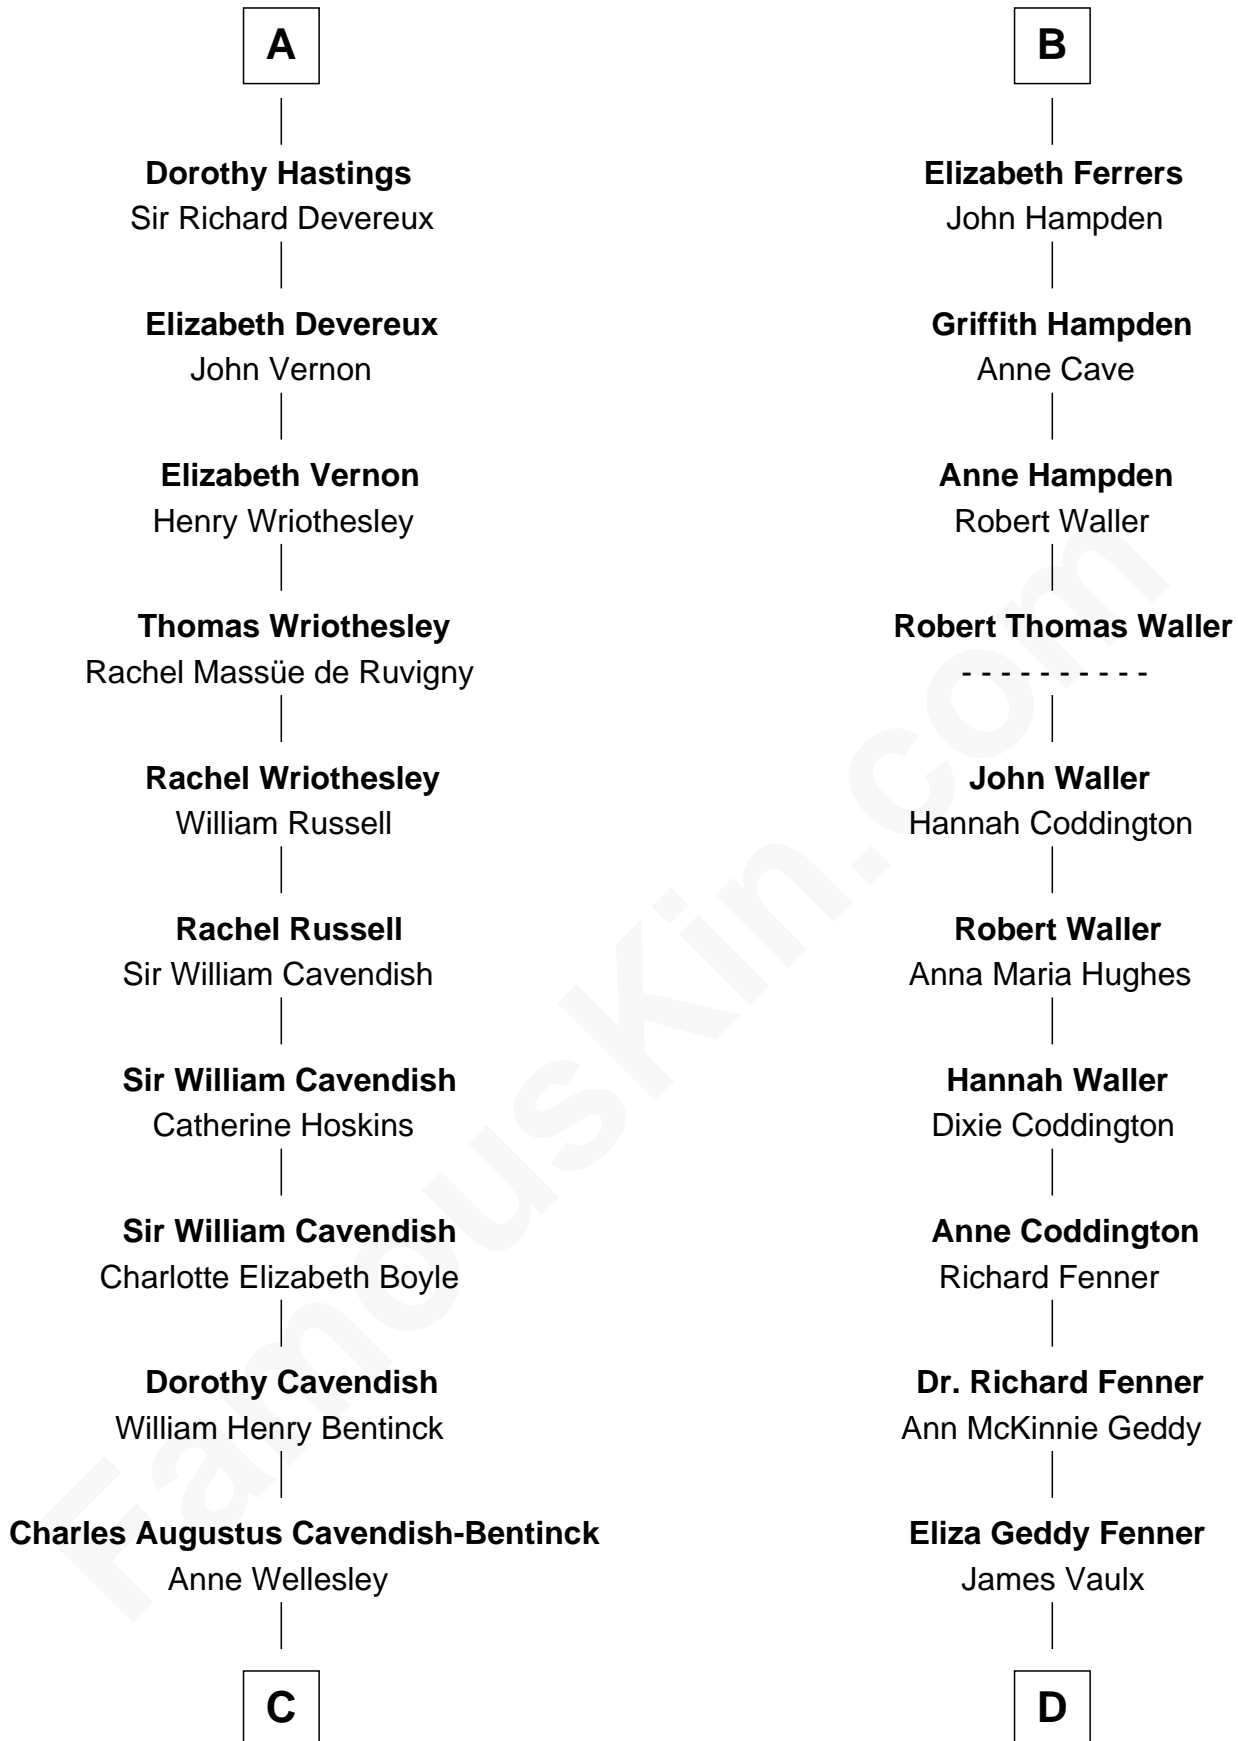 A
Dorothy Hastings
Sir Richard Devereux
Elizabeth Devereux
John Vernon
Elizabeth Vernon
Henry Wriothesley
Thomas Wriothesley
Rachel Massüe de Ruvigny
Rachel Wriothesley
William Russell
Rachel Russell
Sir William Cavendish
Sir William Cavendish
Catherine Hoskins
Sir William Cavendish
Charlotte Elizabeth Boyle
Dorothy Cavendish
William Henry Bentinck
Charles Augustus Cavendish-Bentinck
Anne Wellesley
C
B
Elizabeth Ferrers
John Hampden
Griffith Hampden
Anne Cave
Anne Hampden
Robert Waller
Robert Thomas Waller
- - - - - - - - - -
John Waller
Hannah Coddington
Robert Waller
Anna Maria Hughes
Hannah Waller
Dixie Coddington
Anne Coddington
Richard Fenner
Dr. Richard Fenner
Ann McKinnie Geddy
Eliza Geddy Fenner
James Vaulx
D
FamousKin.com